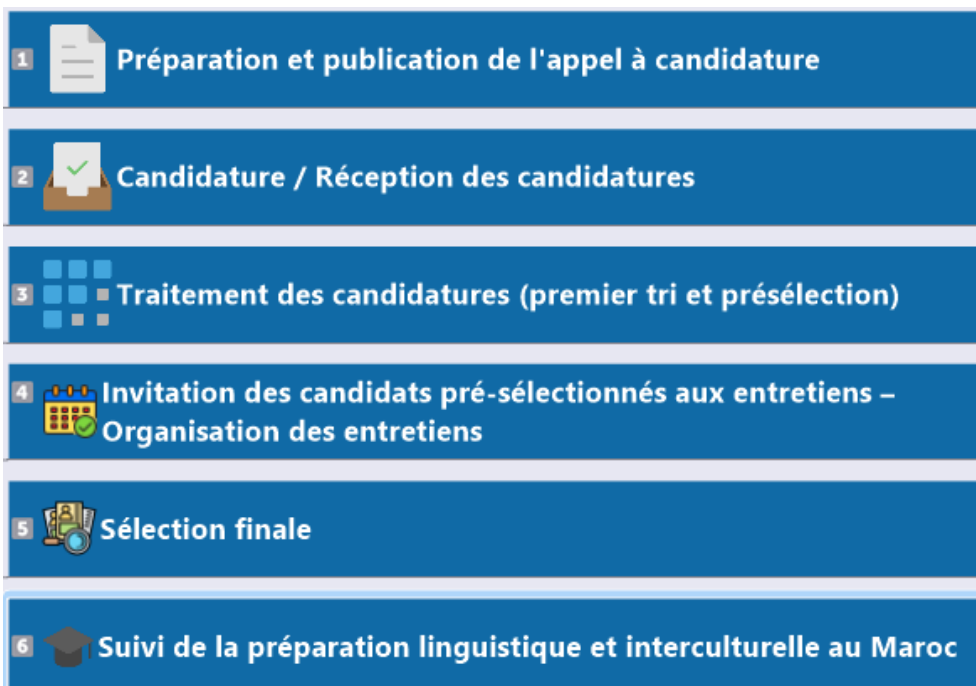 1 Préparation et publication de l'appel à candidature
2 Candidature / Réception des candidatures
3 Traitement des candidatures (premier tri et présélection)
4 Invitation des candidats pré-sélectionnés aux entretiens –
Organisation des entretiens
5 Sélection finale
6 Suivi de la préparation linguistique et interculturelle au Maroc